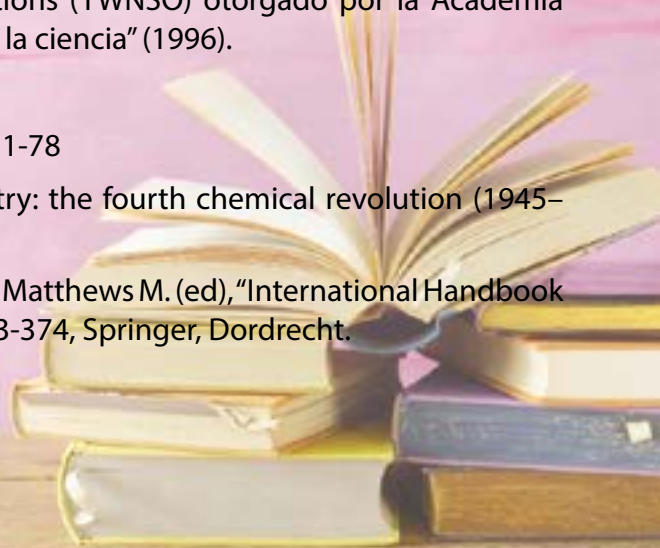 tions (TWNSO) otorgado por la Academia
la ciencia” (1996).
1-78
try: the fourth chemical revolution (1945–
Matthews M. (ed), “International Handbook
3-374, Springer, Dordrecht.